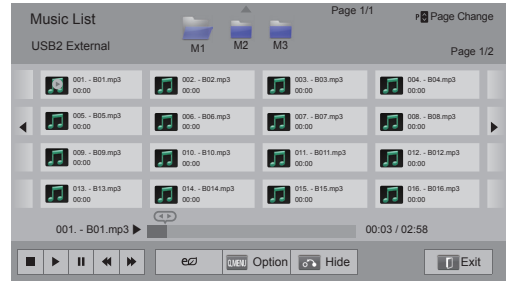 Music List
Page 1/1
P Page Change
USB2 External
M1
M2
M3
Page 1/2
001. - B01.mp3
00:00
002. - B02.mp3
00:00
003. - B03.mp3
00:00
004. - B04.mp3
00:00
005. - B05.mp3
00:00
006. - B06.mp3
00:00
007. - B07.mp3
00:00
008. - B08.mp3
00:00
009. - B09.mp3
00:00
010. - B10.mp3
00:00
011. - B011.mp3
00:00
012. - B012.mp3
00:00
013. - B13.mp3
00:00
014. - B014.mp3
00:00
015. - B15.mp3
00:00
016. - B016.mp3
00:00
001. - B01.mp3
00:03 / 02:58
Q.MENU Option
Hide
Exit